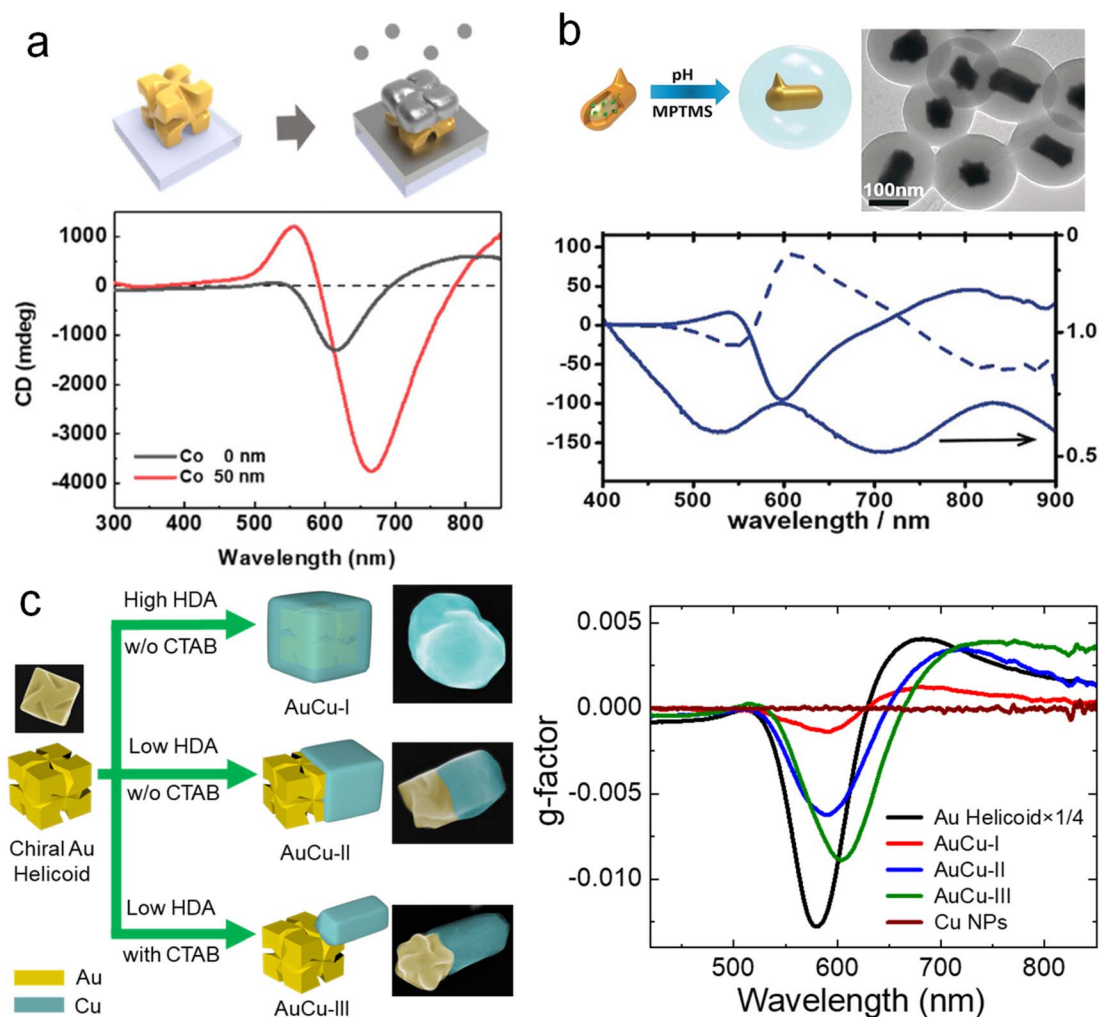 a
1000
0
-1000
-2000
-3000
-4000
CD (mdeg)
Co 0 nm
Co 50 nm
300 400 500 600 700 800
Wavelength (nm)
b
pH
MPTMS
100nm
100
50
0
-50
-100
-150
0
1.0
0.5
400 500 600 700 800 900
wavelength / nm
c
High HDA
w/o CTAB
AuCu-I
Low HDA
w/o CTAB
AuCu-II
Chiral Au
Helicoid
Low HDA
with CTAB
AuCu-III
Au
Cu
0.005
0.000
-0.005
-0.010
g-factor
Au Helicoid×1/4
AuCu-I
AuCu-II
AuCu-III
Cu NPs
500 600 700 800
Wavelength (nm)